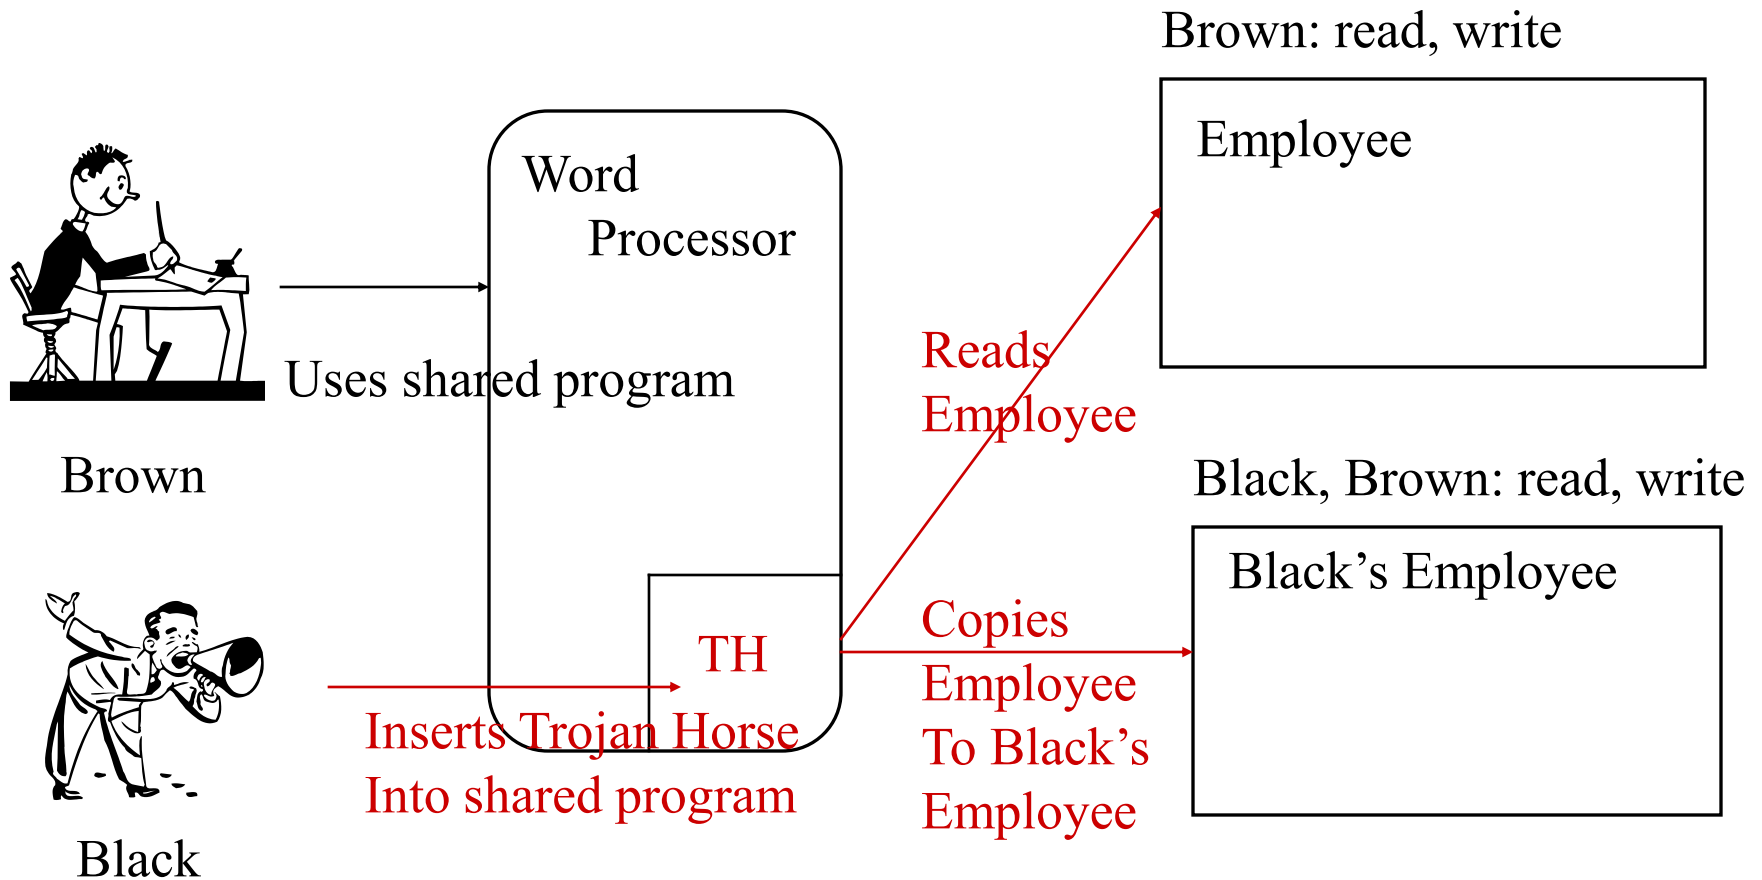 Brown: read, write
Employee
Word
Processor
Uses shared program
Brown
Reads
Employee
Black, Brown: read, write
Black’s Employee
TH
Copies
Employee
To Black’s
Employee
Inserts Trojan Horse
Into shared program
Black